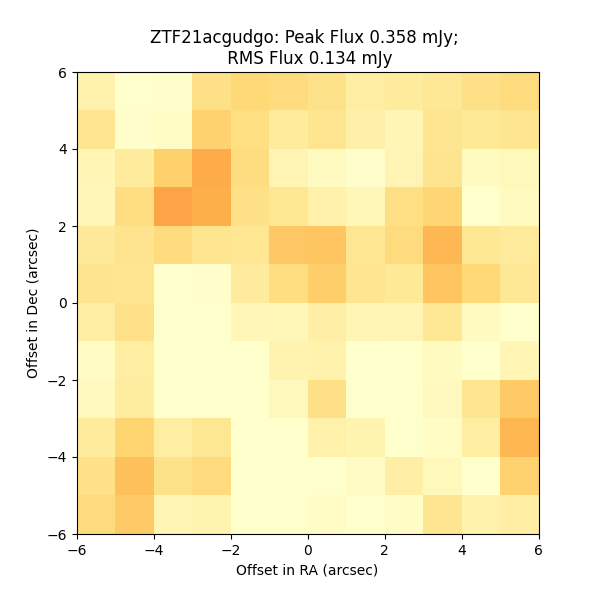 ZTF21acgudgo: Peak Flux 0.358 mJy;
RMS Flux 0.134 mJy
6
4
2
0
−2
−4
−6
Offset in Dec (arcsec)
−6 −4 −2 0 2 4 6
Offset in RA (arcsec)